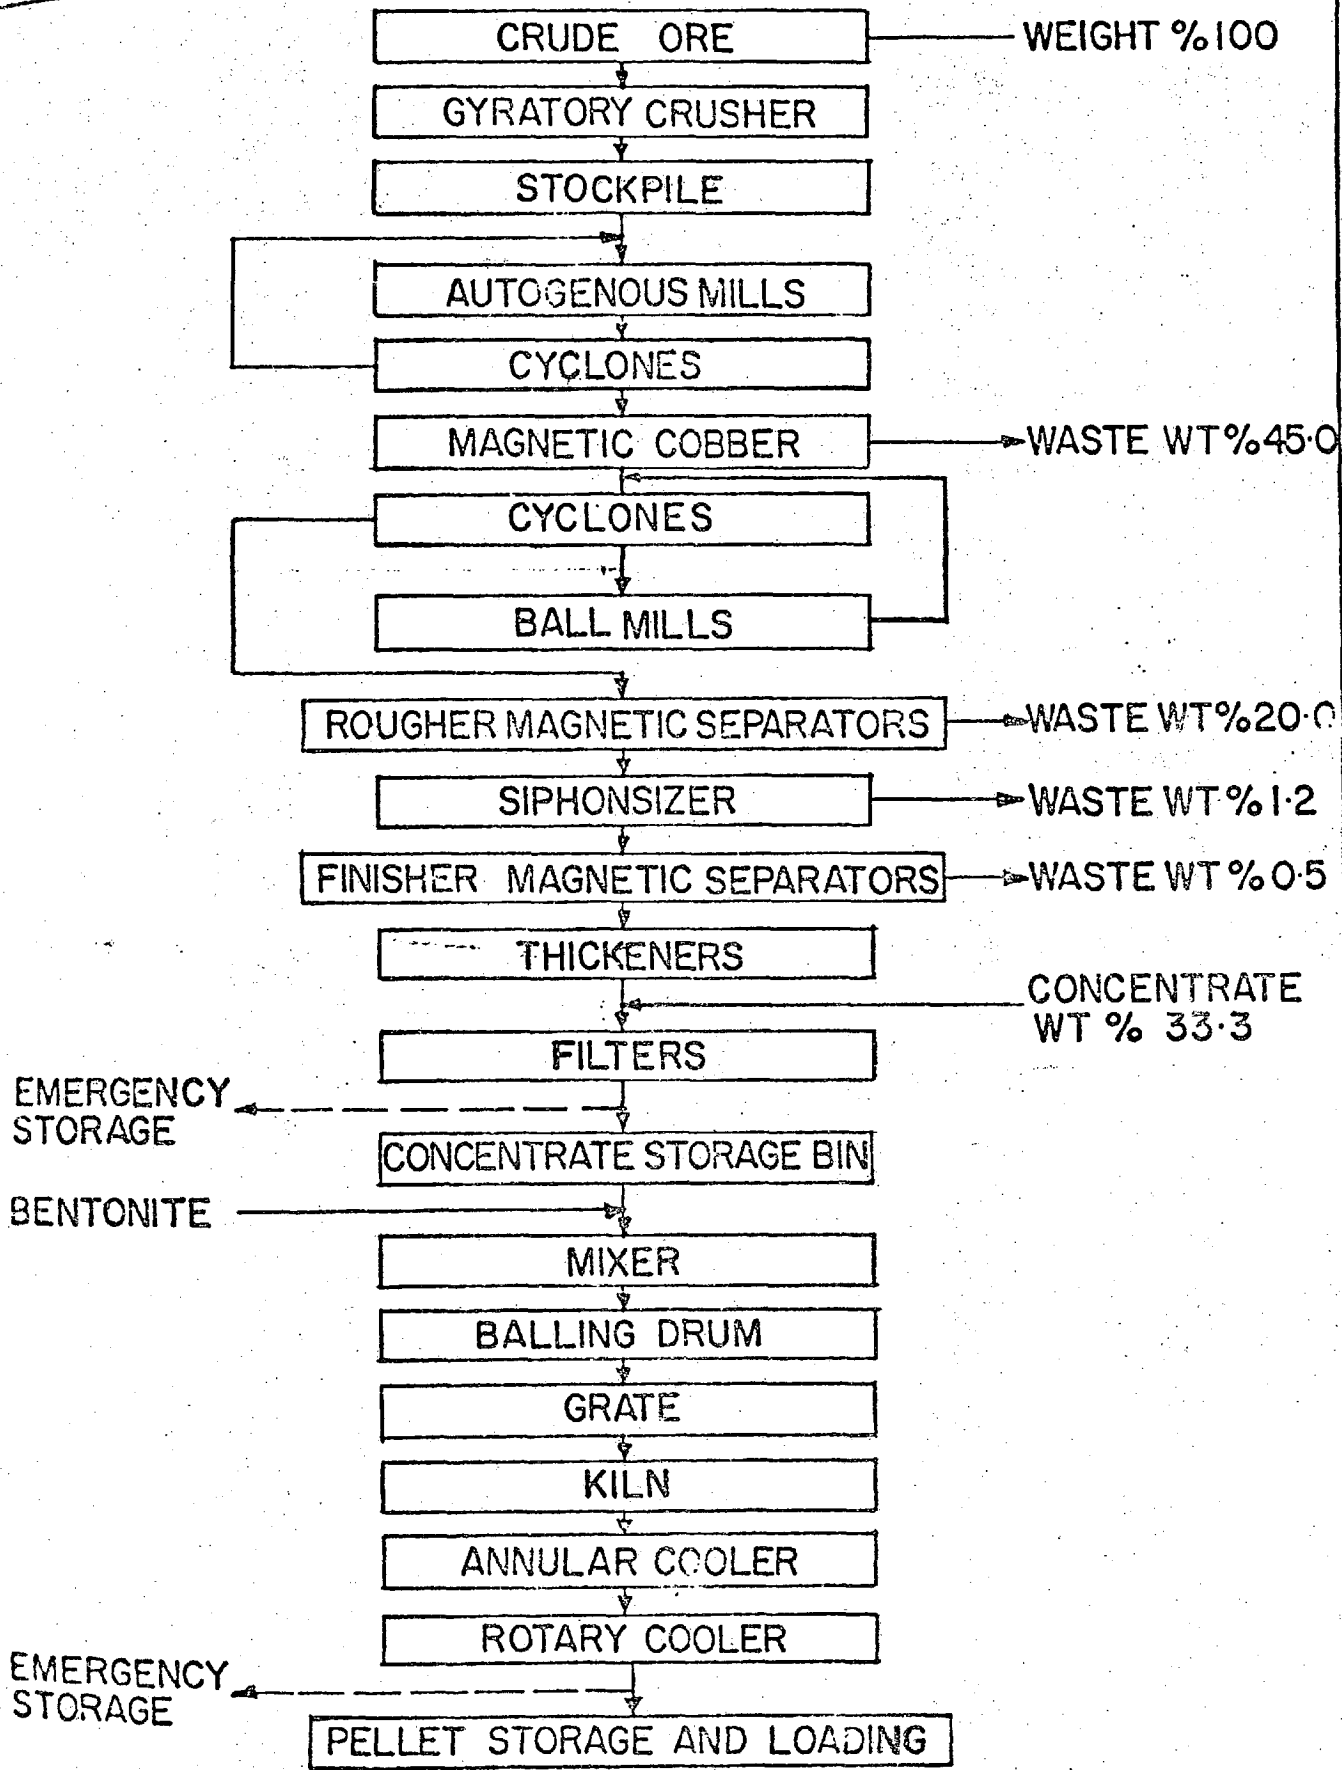 CRUDE ORE
WEIGHT % 100
GYRATORY CRUSHER
STOCKPILE
AUTOGENOUS MILLS
CYCLONES
MAGNETIC COBBER
WASTE WT % 45·0
CYCLONES
BALL MILLS
ROUGHER MAGNETIC SEPARATORS
WASTE WT % 20·0
SIPHONSIZER
WASTE WT % 1·2
FINISHER MAGNETIC SEPARATORS
WASTE WT % 0·5
THICKENERS
CONCENTRATE
WT % 33·3
FILTERS
EMERGENCY
STORAGE
CONCENTRATE STORAGE BIN
BENTONITE
MIXER
BALLING DRUM
GRATE
KILN
ANNULAR COOLER
ROTARY COOLER
EMERGENCY
STORAGE
PELLET STORAGE AND LOADING